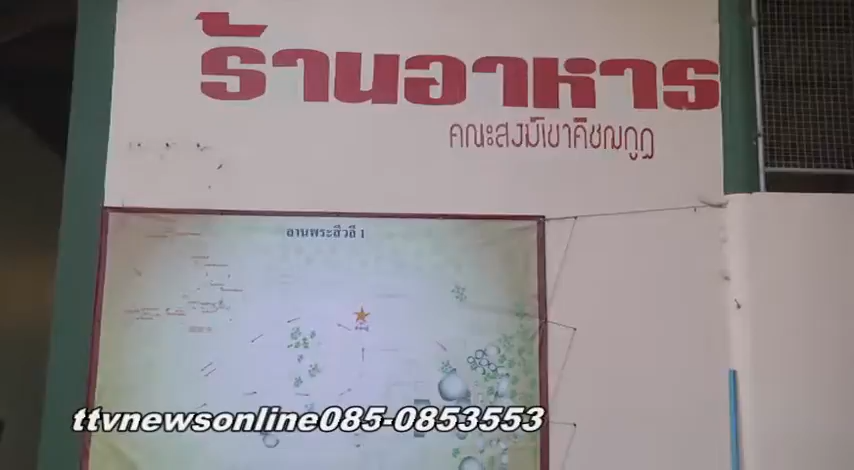 ร้านอาหาร
คณะสงฆ์เขาคิชฌกูฏ
ลานพระสีวลี 1
ttvnewsonline085-0853553